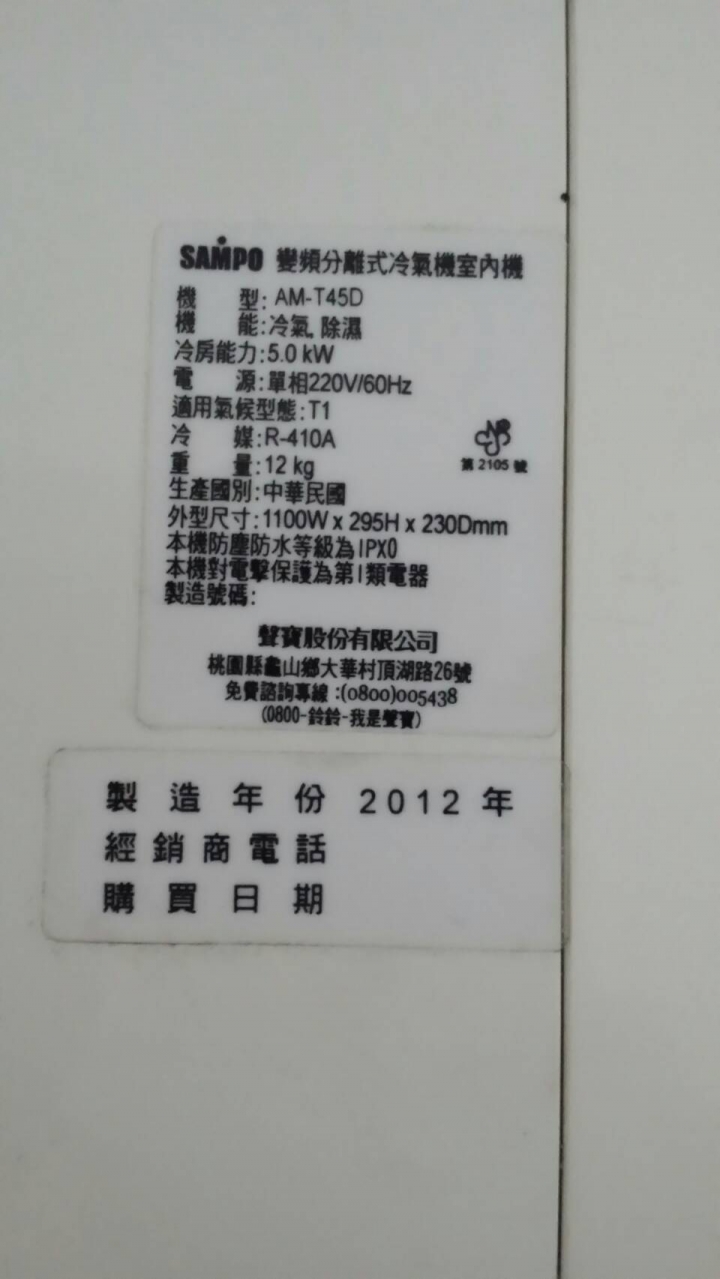 SAMPO 變頻分離式冷氣機室內機
機 型: AM-T45D
機 能:冷氣, 除濕
冷房能力:5.0 kW
電 源:單相220V/60Hz
適用氣候型態:T1
冷 媒:R-410A
第 2105 號
重 量:12 kg
生產國別:中華民國
外型尺寸:1100W x 295H x 230Dmm
本機防塵防水等級為IPX0
本機對電擊保護為第I類電器
製造號碼:
聲寶股份有限公司
桃園縣龜山鄉大華村頂湖路26號
免費諮詢專線:(0800)005438
(0800-鈴鈴-我是聲寶)
製造年份 2012年
經銷商電話
購買日期